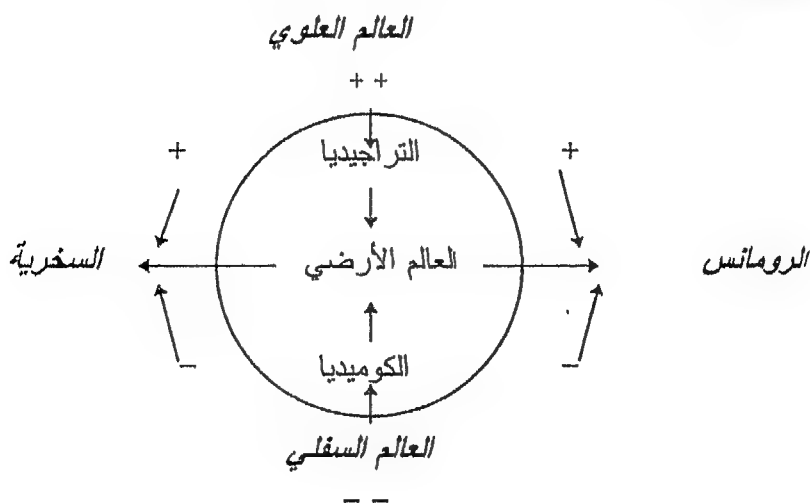 العالم العلوي
+ +
+ التراجيديا +
السخرية العالم الأرضي الرومانس
− الكوميديا −
العالم السفلي
− −